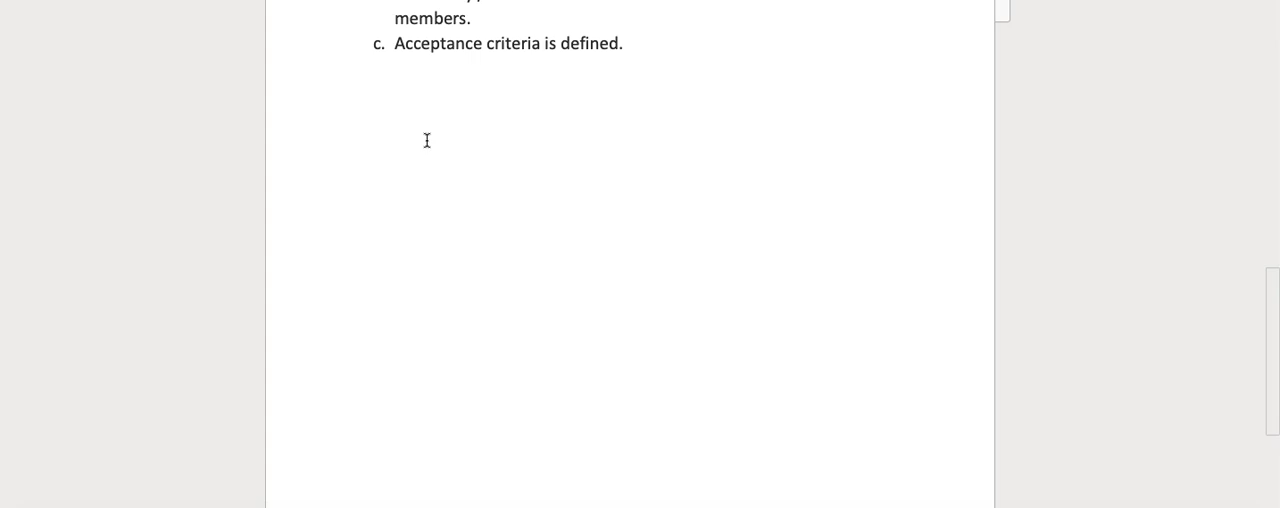 members.
c. Acceptance criteria is defined.